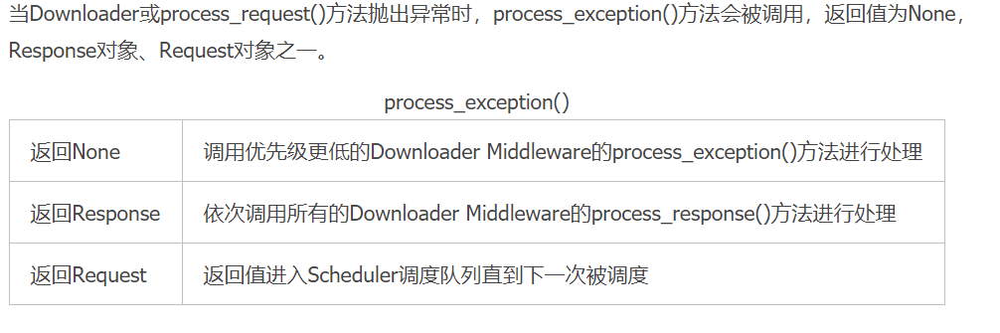 当Downloader或process_request()方法抛出异常时，process_exception()方法会被调用，返回值为None，
Response对象、Request对象之一。
process_exception()
返回None 调用优先级更低的Downloader Middleware的process_exception()方法进行处理
返回Response 依次调用所有的Downloader Middleware的process_response()方法进行处理
返回Request 返回值进入Scheduler调度队列直到下一次被调度